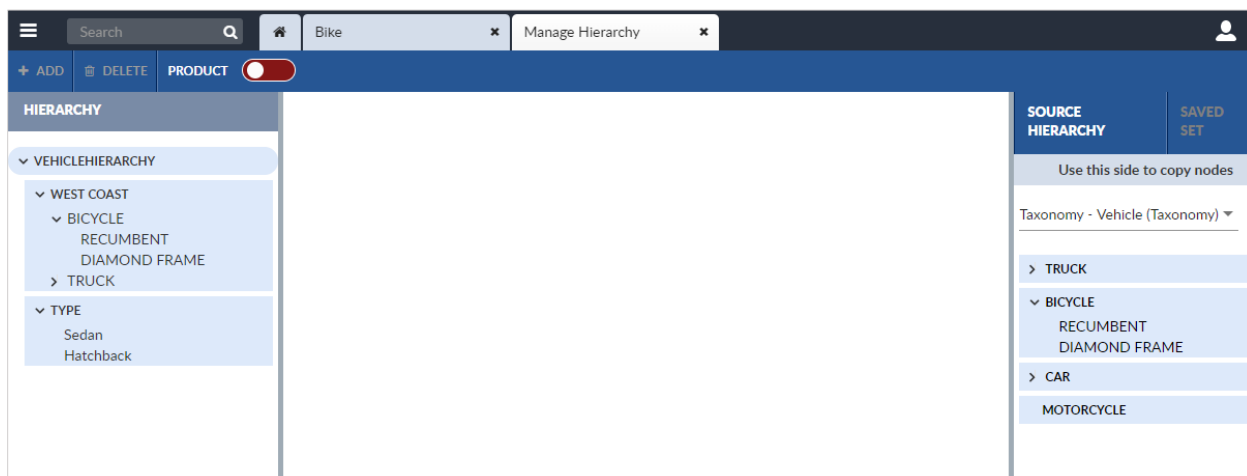 Search
Bike
Manage Hierarchy
+ ADD
DELETE
PRODUCT
HIERARCHY
VEHICLEHIERARCHY
WEST COAST
BICYCLE
RECUMBENT
DIAMOND FRAME
TRUCK
TYPE
Sedan
Hatchback
SOURCE
HIERARCHY
SAVED
SET
Use this side to copy nodes
Taxonomy - Vehicle (Taxonomy)
TRUCK
BICYCLE
RECUMBENT
DIAMOND FRAME
CAR
MOTORCYCLE